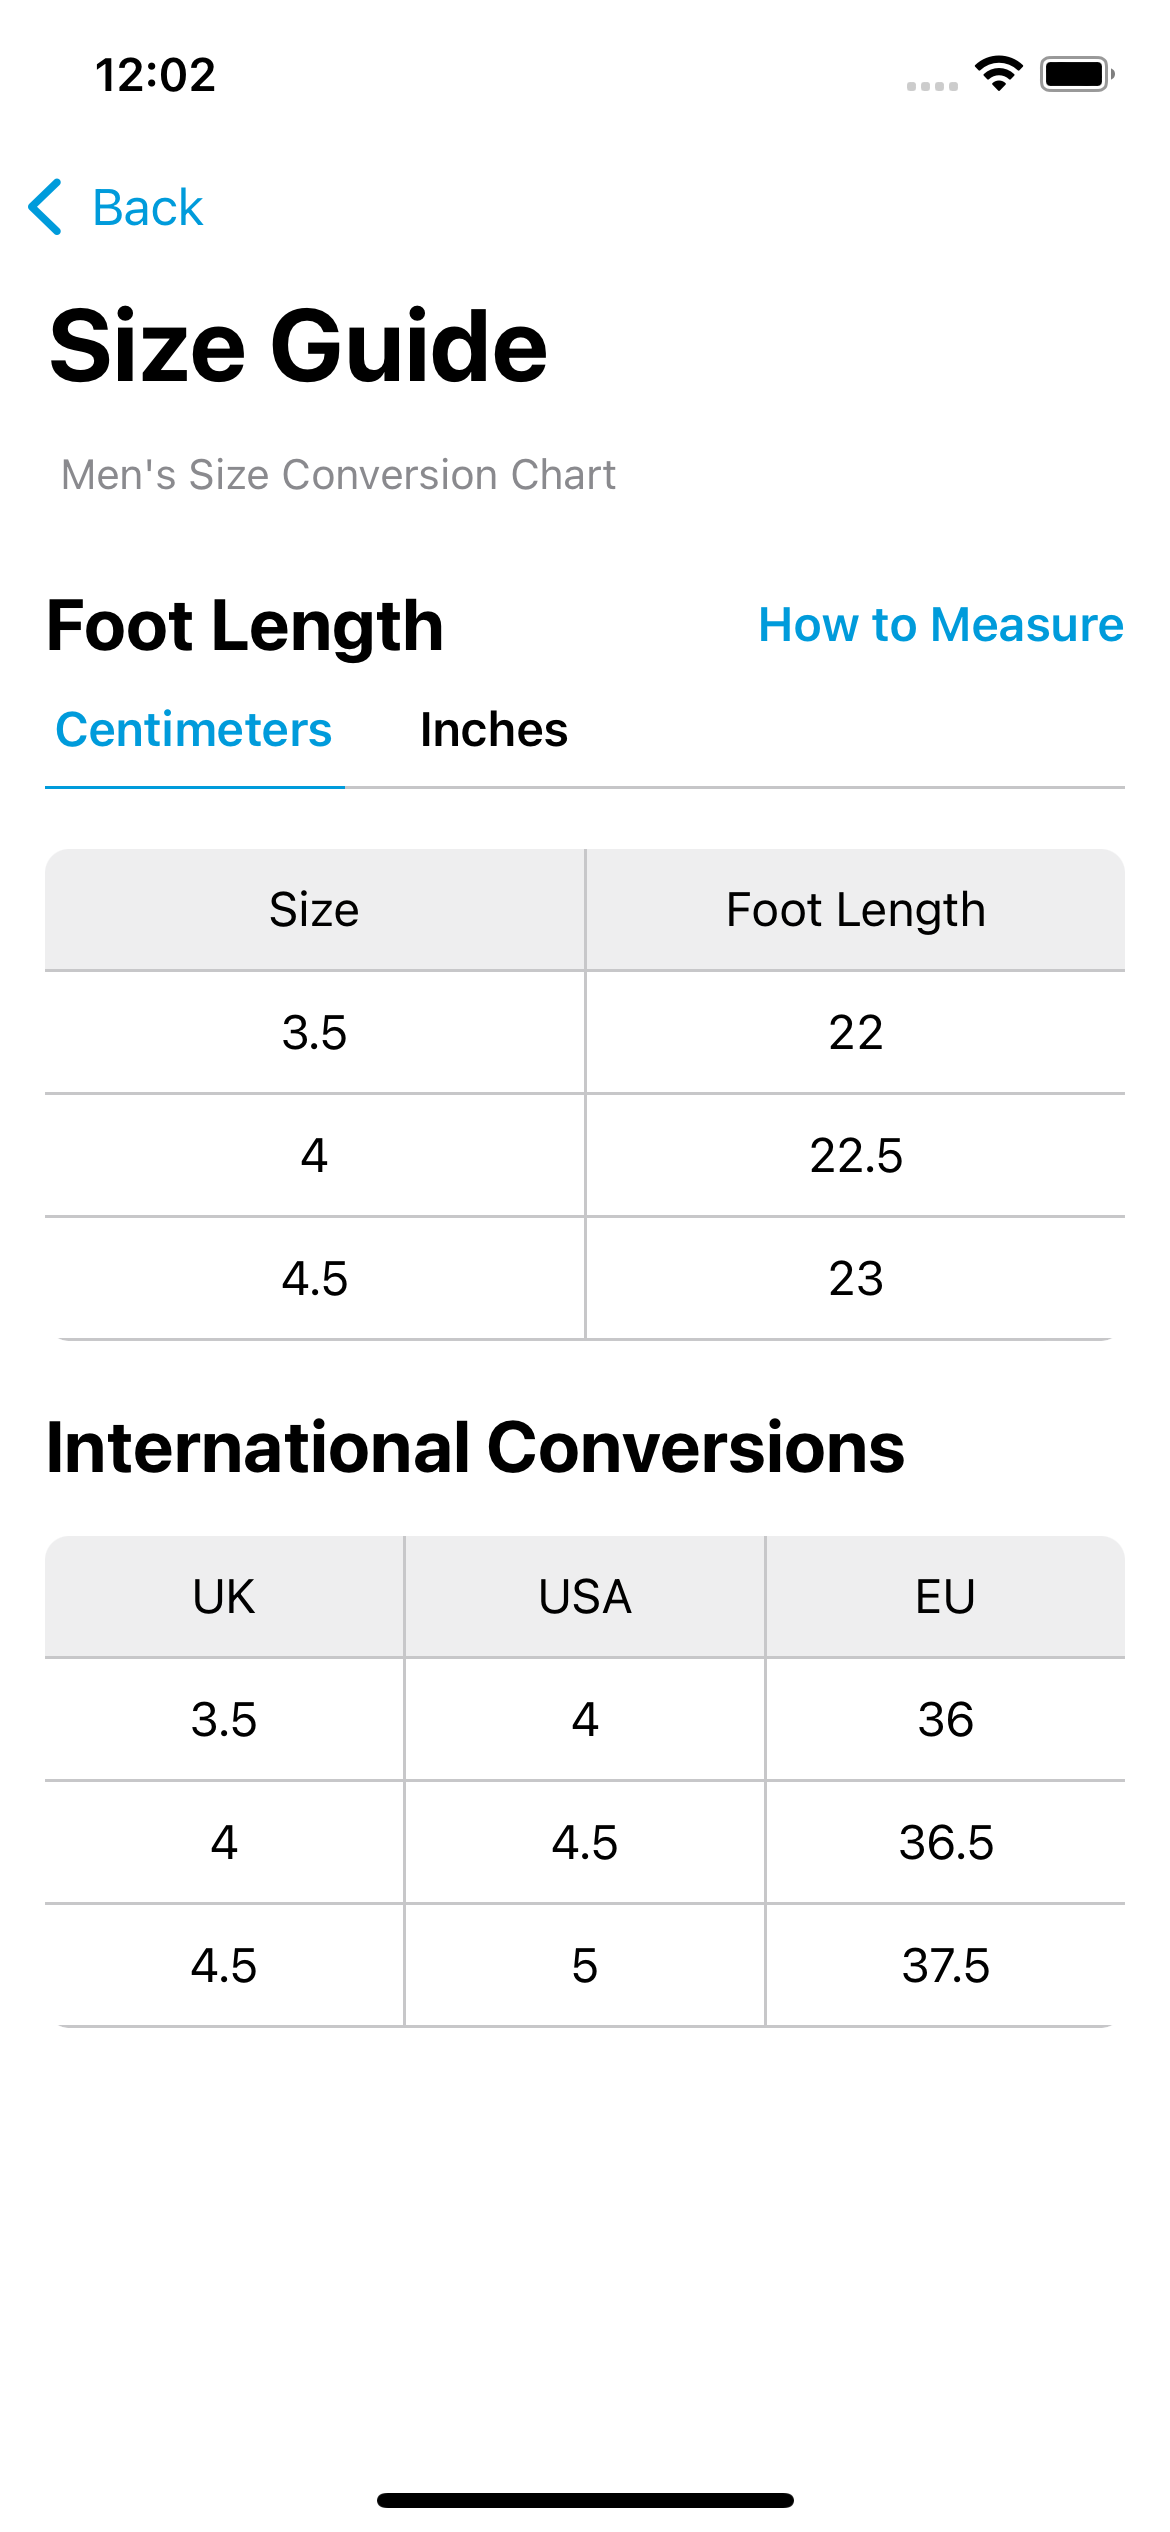 12:02
Back
Size Guide
Men's Size Conversion Chart
Foot Length How to Measure
Centimeters Inches
Size Foot Length
3.5 22
4 22.5
4.5 23
International Conversions
UK USA EU
3.5 4 36
4 4.5 36.5
4.5 5 37.5